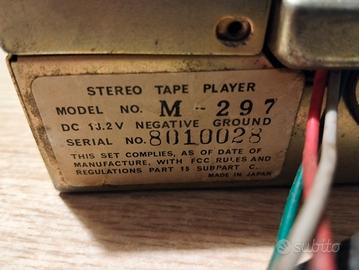 STEREO TAPE PLAYER
MODEL NO. M-297
DC 13.2V NEGATIVE GROUND
SERIAL NO. 8010028
THIS SET COMPLIES, AS OF DATE OF
MANUFACTURE, WITH FCC RULES AND
REGULATIONS PART 15 SUBPART C.
MADE IN JAPAN
subito